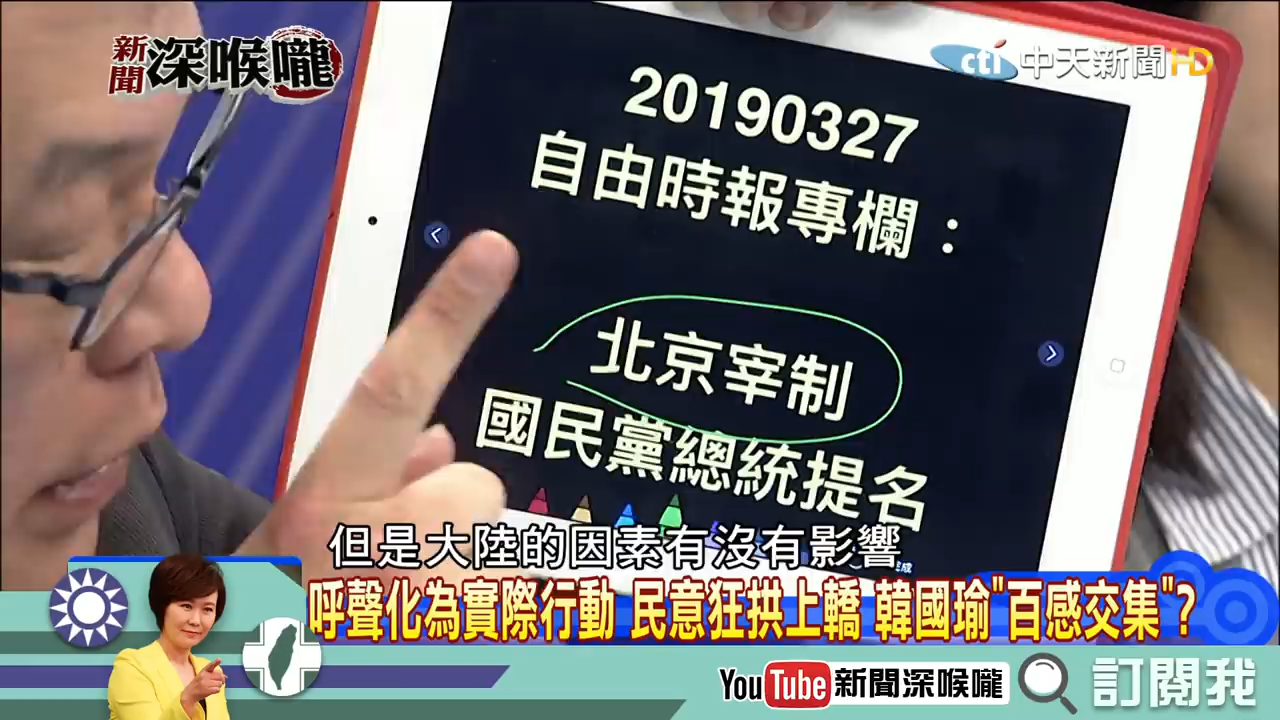 新聞深喉嚨
cti 中天新聞HD
20190327
自由時報專欄：
北京宰制
國民黨總統提名
完成
但是大陸的因素有沒有影響
呼聲化為實際行動 民意狂拱上轎 韓國瑜"百感交集"?
YouTube 新聞深喉嚨 訂閱我